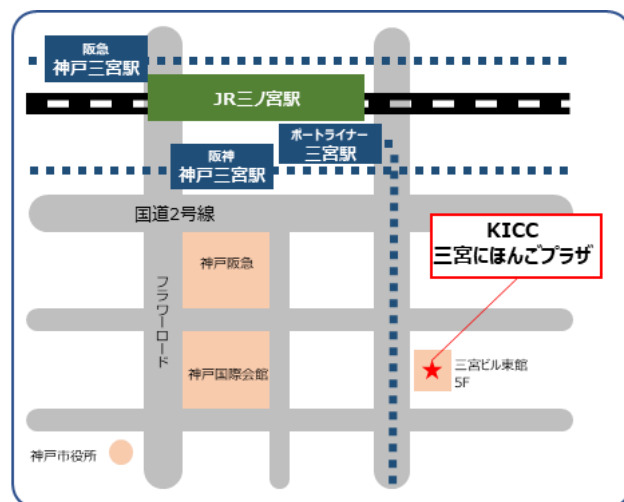 阪急
神戸三宮駅
JR三ノ宮駅
ポートライナー
三宮駅
阪神
神戸三宮駅
国道2号線
KICC
三宮にほんごプラザ
神戸阪急
フラワーロード
神戸国際会館
三宮ビル東館
5F
神戸市役所